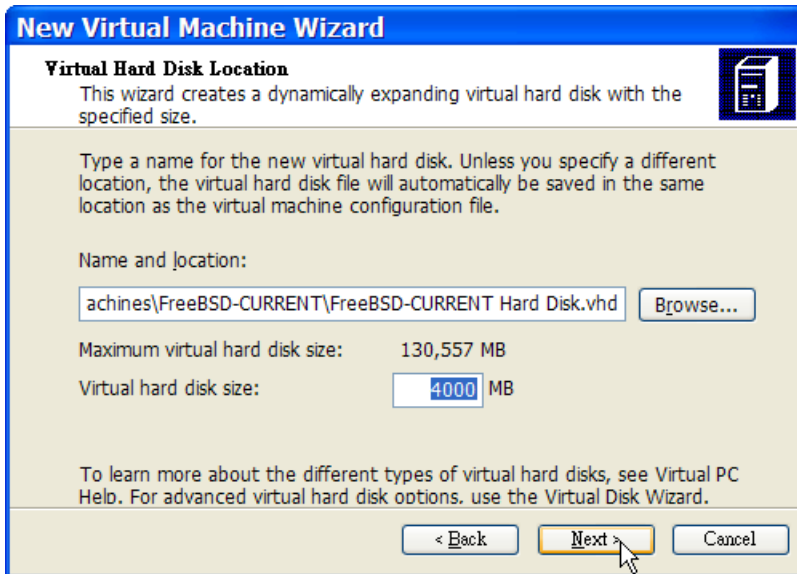 New Virtual Machine Wizard
Virtual Hard Disk Location
This wizard creates a dynamically expanding virtual hard disk with the
specified size.
Type a name for the new virtual hard disk. Unless you specify a different
location, the virtual hard disk file will automatically be saved in the same
location as the virtual machine configuration file.
Name and location:
achines\FreeBSD-CURRENT\FreeBSD-CURRENT Hard Disk.vhd Browse...
Maximum virtual hard disk size: 130,557 MB
Virtual hard disk size: 4000 MB
To learn more about the different types of virtual hard disks, see Virtual PC
Help. For advanced virtual hard disk options, use the Virtual Disk Wizard.
< Back Next > Cancel